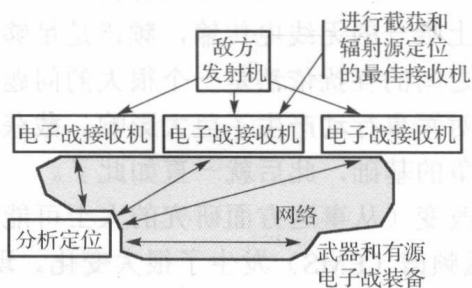 进行截获和
辐射源定位
的最佳接收机
敌方
发射机
电子战接收机
电子战接收机
电子战接收机
网络
分析定位
武器和有源
电子战装备